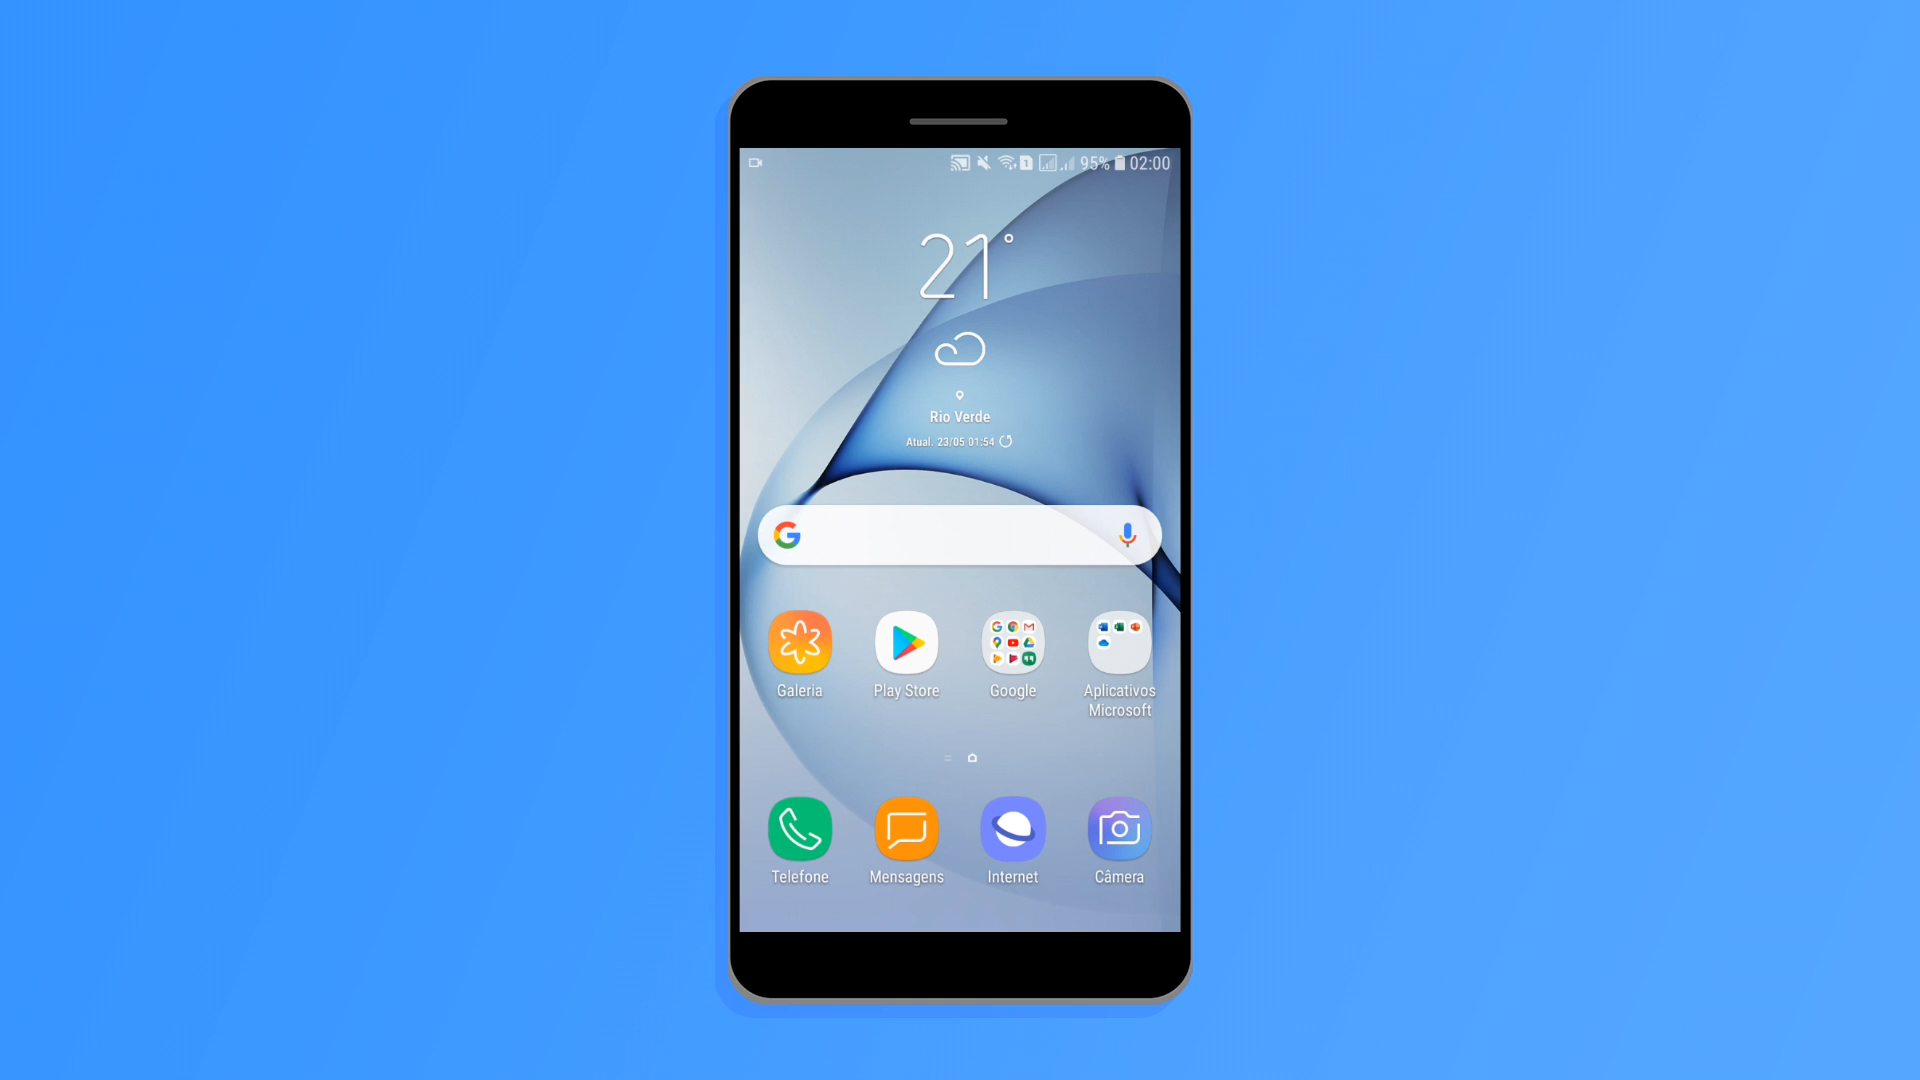 1 95% 02:00
21°
Rio Verde
Atual. 23/05 01:54
G
Galeria Play Store Google Aplicativos
Microsoft
Telefone Mensagens Internet Câmera